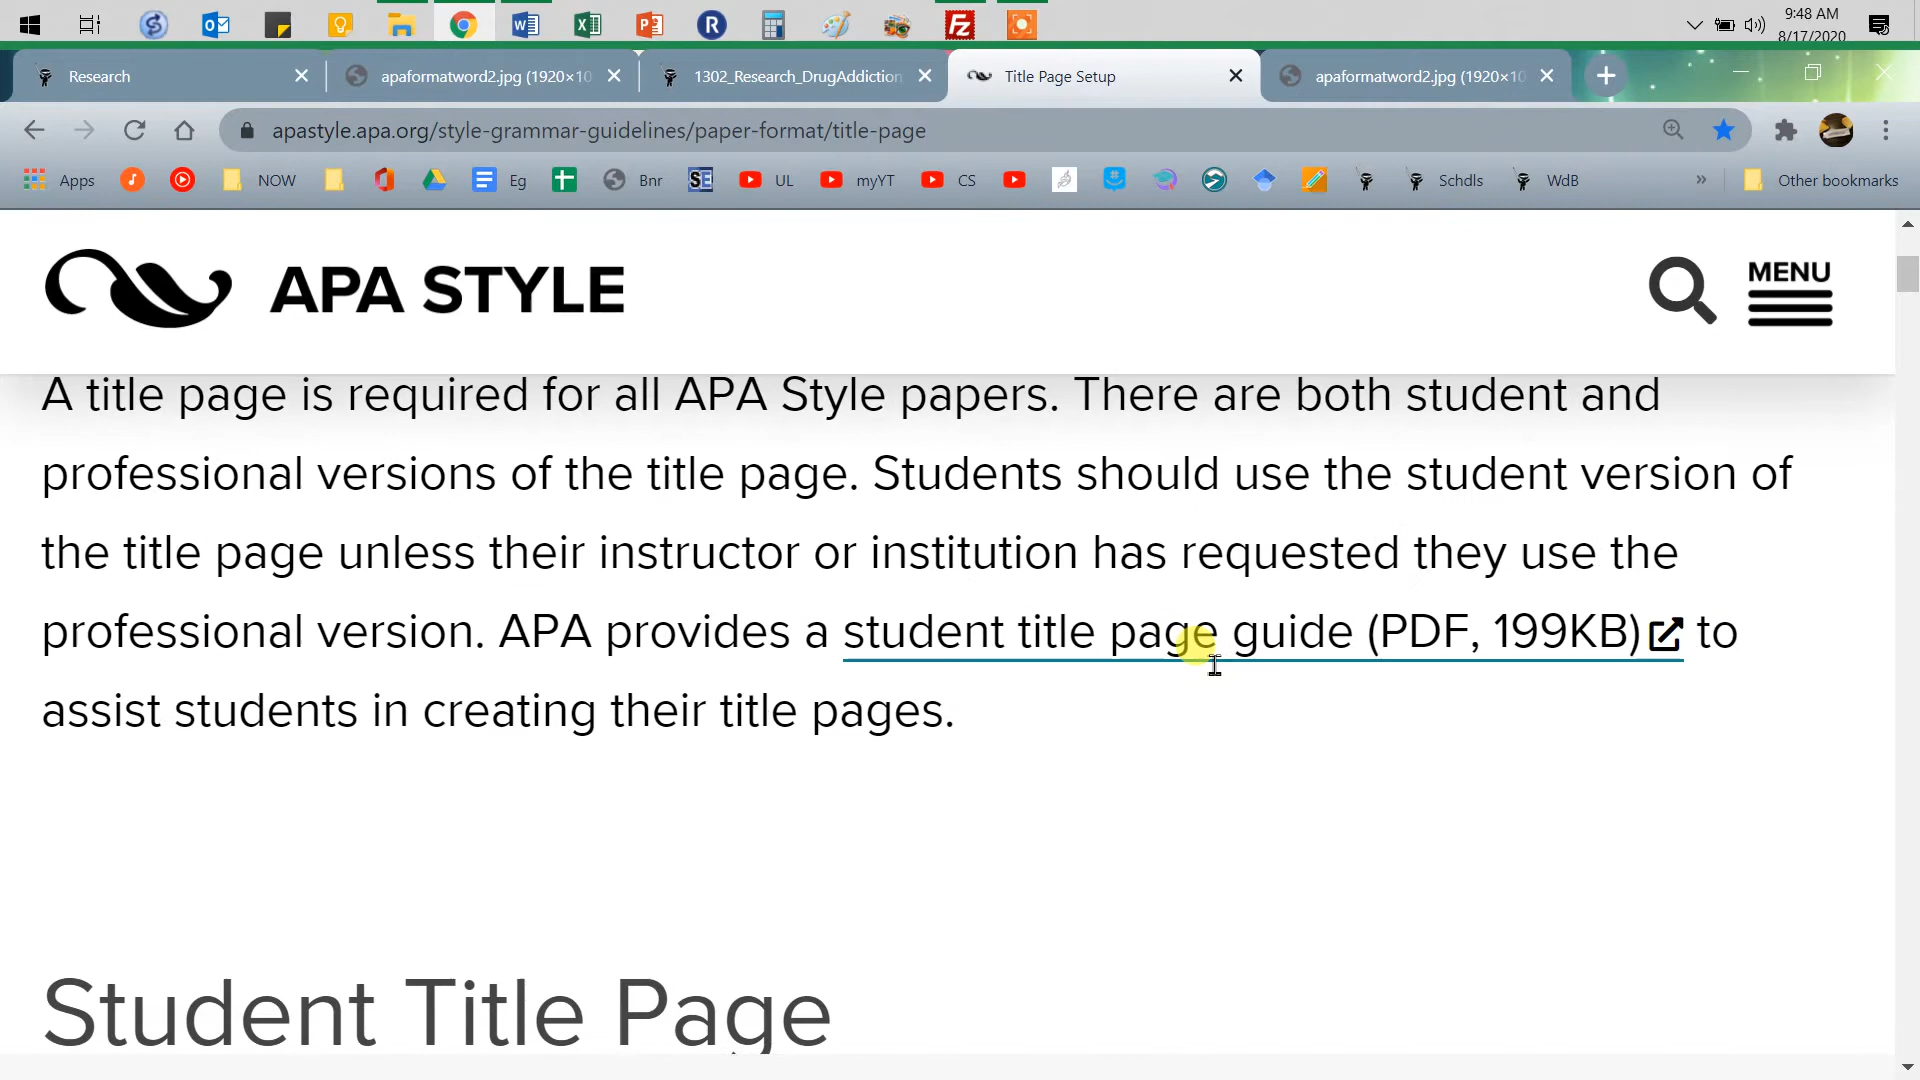 9:48 AM
8/17/2020
Research
apaformatword2.jpg (1920×10
1302_Research_DrugAddiction
Title Page Setup
apaformatword2.jpg (1920×10
apastyle.apa.org/style-grammar-guidelines/paper-format/title-page
Apps
NOW
Eg
Bnr
SE
UL
myYT
CS
Schdls
WdB
»
Other bookmarks
APA STYLE
MENU
A title page is required for all APA Style papers. There are both student and
professional versions of the title page. Students should use the student version of
the title page unless their instructor or institution has requested they use the
professional version. APA provides a student title page guide (PDF, 199KB) to
assist students in creating their title pages.
Student Title Page